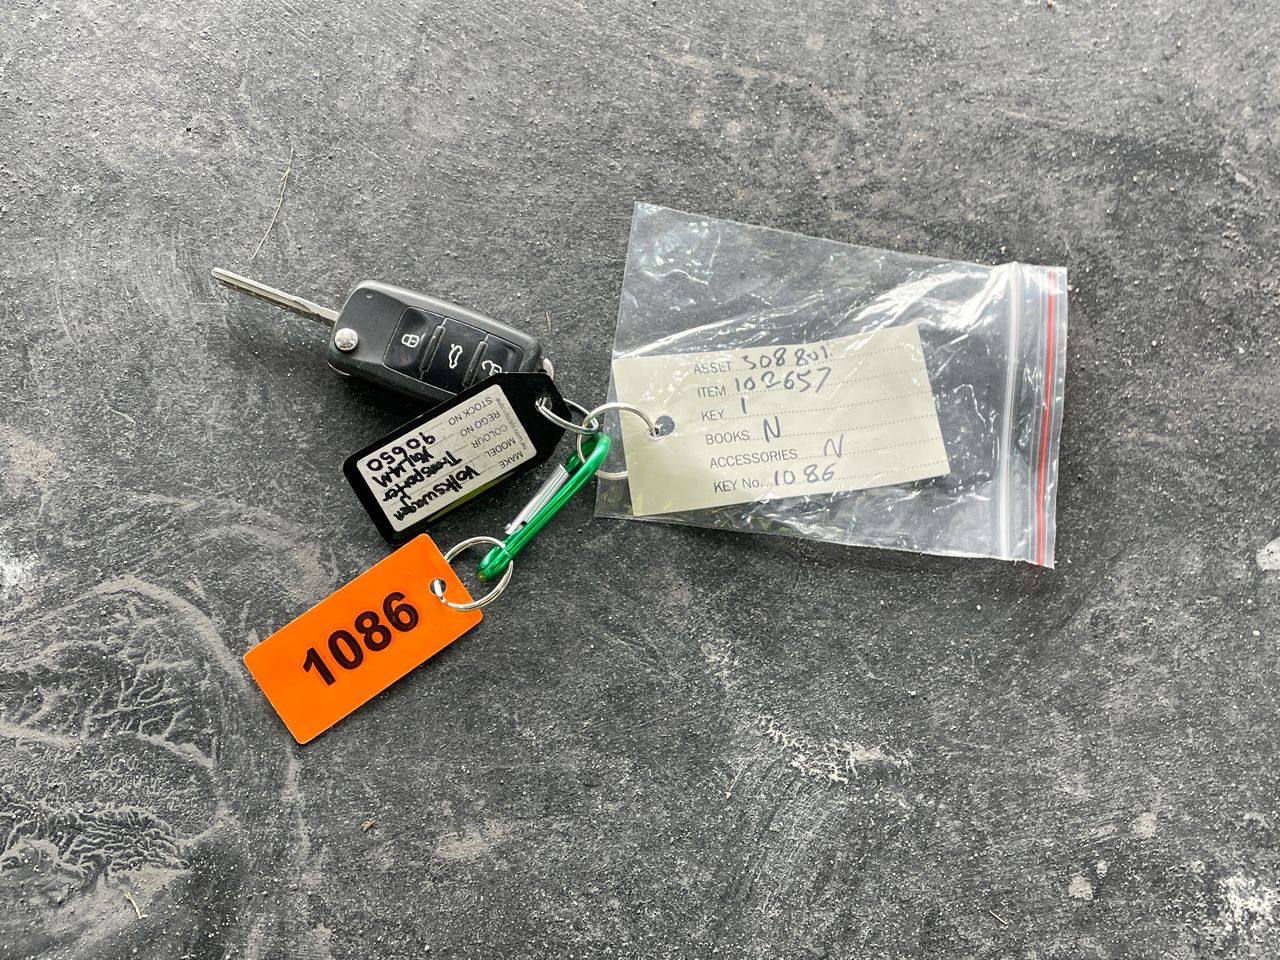 ASSET 308801
ITEM 102657
KEY 1
BOOKS N
ACCESSORIES N
KEY No. 1086
MAKE Volkswagen
MODEL Transporter
COLOUR
REGO NO
STOCK NO 90650
1086